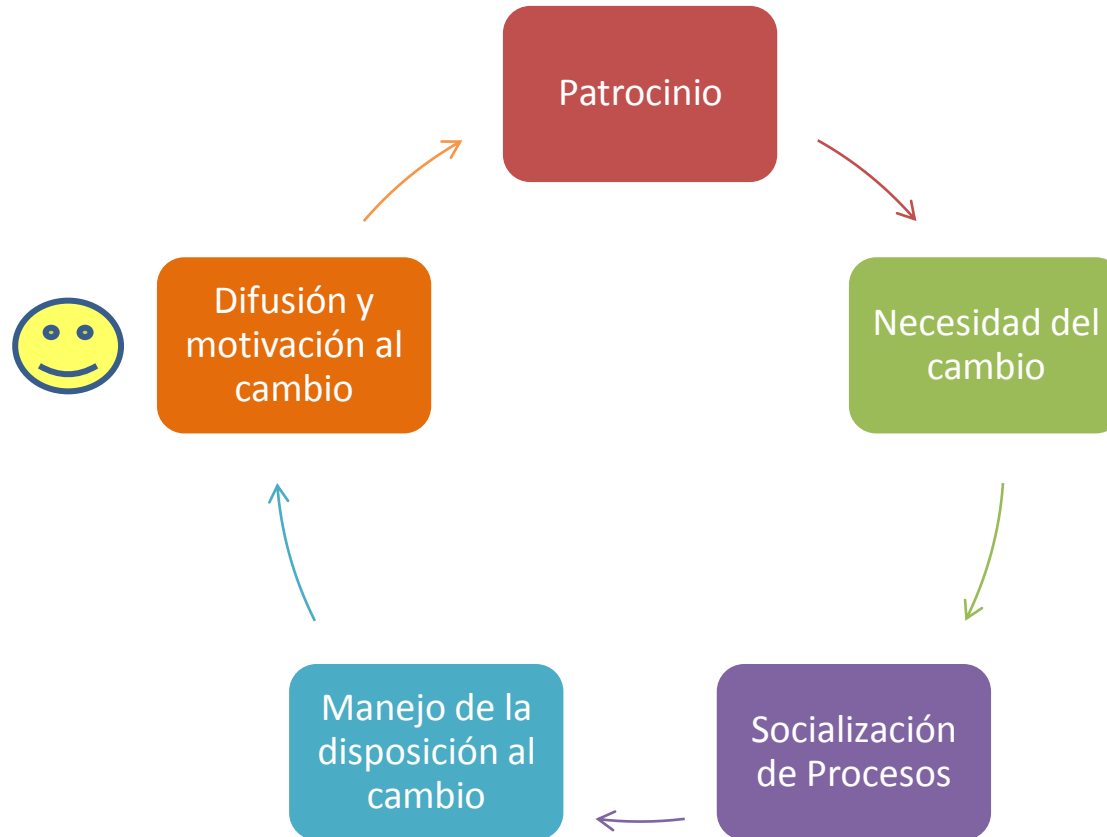 Patrocinio
Necesidad del
cambio
Socialización
de Procesos
Manejo de la
disposición al
cambio
Difusión y
motivación al
cambio